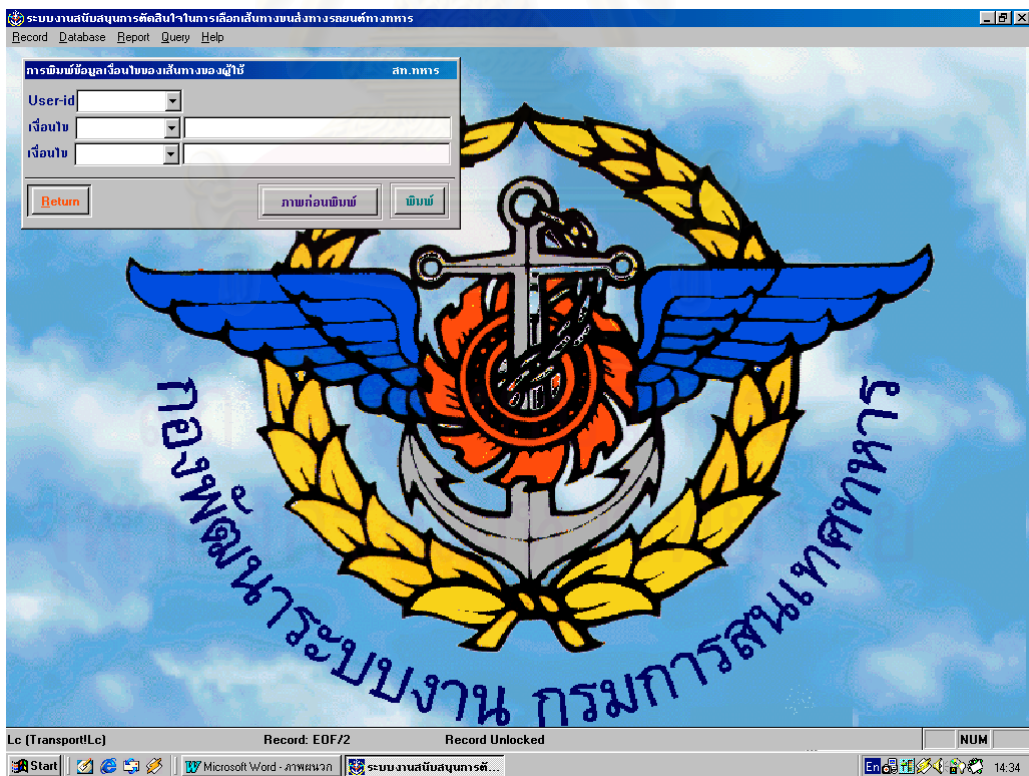 ระบบงานสนับสนุนการตัดสินใจในการเลือกเส้นทางขนส่งทางรถยนต์ทางทหาร
Record Database Report Query Help
การพิมพ์ข้อมูลเงื่อนไขของเส้นทางของผู้ใช้ สท.ทหาร
User-id
เงื่อนไข
เงื่อนไข
Return ภาพก่อนพิมพ์ พิมพ์
กองพัฒนาระบบงาน กรมการสนเทศทหาร
Lc (Transport!Lc) Record: EOF/2 Record Unlocked NUM
Start Microsoft Word - ภาคผนวก ระบบงานสนับสนุนการตั... En 14:34